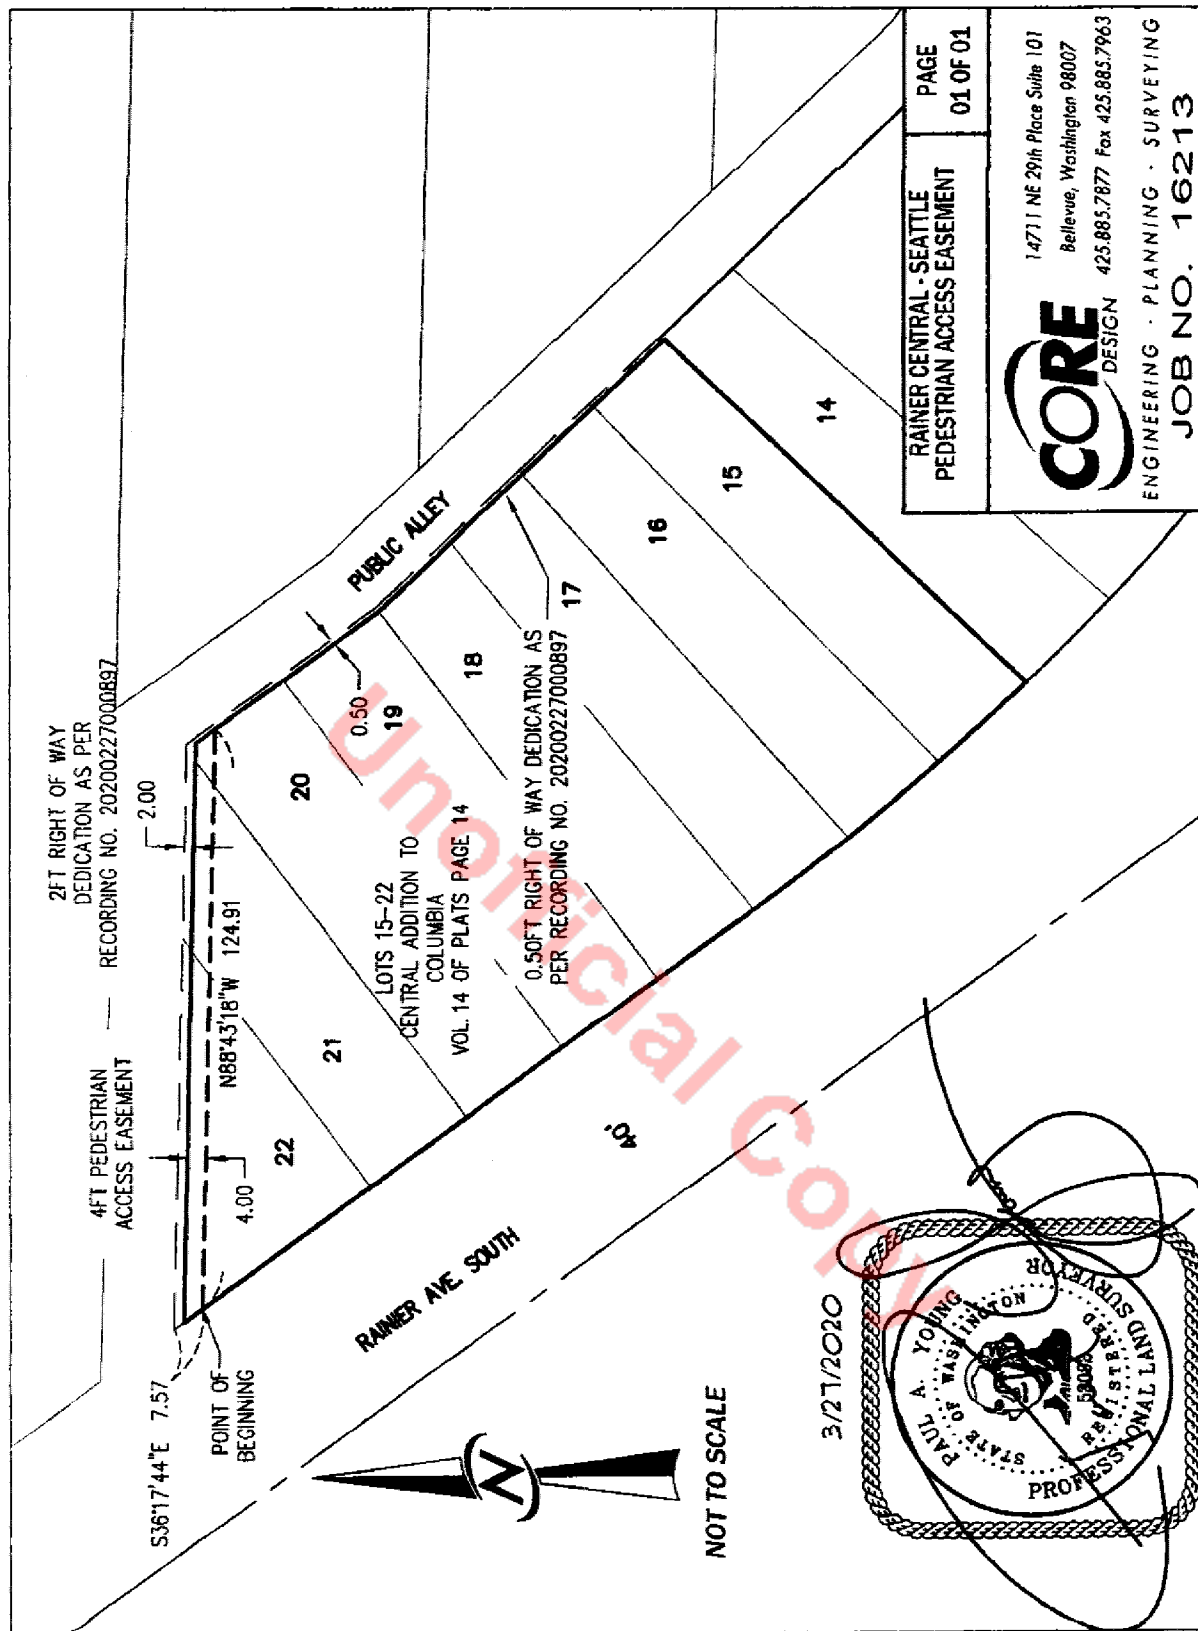 2FT RIGHT OF WAY
DEDICATION AS PER
RECORDING NO. 20200227000897
4FT PEDESTRIAN
ACCESS EASEMENT
2.00
N88°43'18"W 124.91
4.00
S36°17'44"E 7.57
POINT OF
BEGINNING
22
21
20
19
18
17
16
15
14
0.50
PUBLIC ALLEY
LOTS 15-22
CENTRAL ADDITION TO
COLUMBIA
VOL. 14 OF PLATS PAGE 14
0.50FT RIGHT OF WAY DEDICATION AS
PER RECORDING NO. 20200227000897
RAINIER AVE. SOUTH
40'
N
NOT TO SCALE
3/27/2020
PAUL A. YOUNG
STATE OF WASHINGTON
REGISTERED
PROFESSIONAL LAND SURVEYOR
Unofficial Copy
RAINER CENTRAL - SEATTLE
PEDESTRIAN ACCESS EASEMENT
PAGE
01 OF 01
CORE
DESIGN
14711 NE 29th Place Suite 101
Bellevue, Washington 98007
425.885.7877 Fax 425.885.7963
ENGINEERING · PLANNING · SURVEYING
JOB NO. 16213